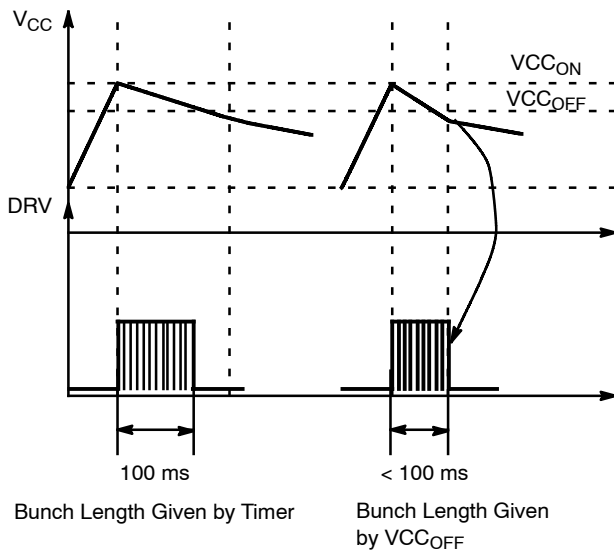 VCC
VCCON
VCCOFF
DRV
100 ms
< 100 ms
Bunch Length Given by Timer
Bunch Length Given
by VCCOFF